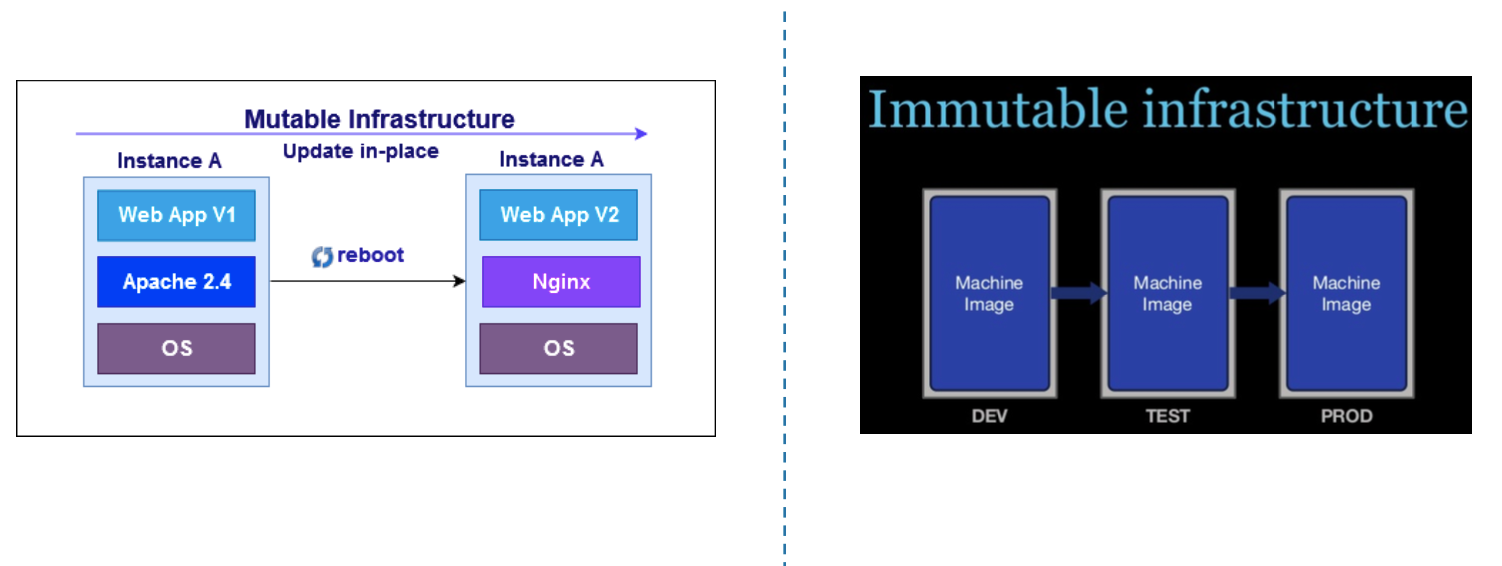 Mutable Infrastructure
Update in-place
Instance A
Instance A
Web App V1
Apache 2.4
OS
reboot
Web App V2
Nginx
OS
Immutable infrastructure
Machine
Image
DEV
Machine
Image
TEST
Machine
Image
PROD